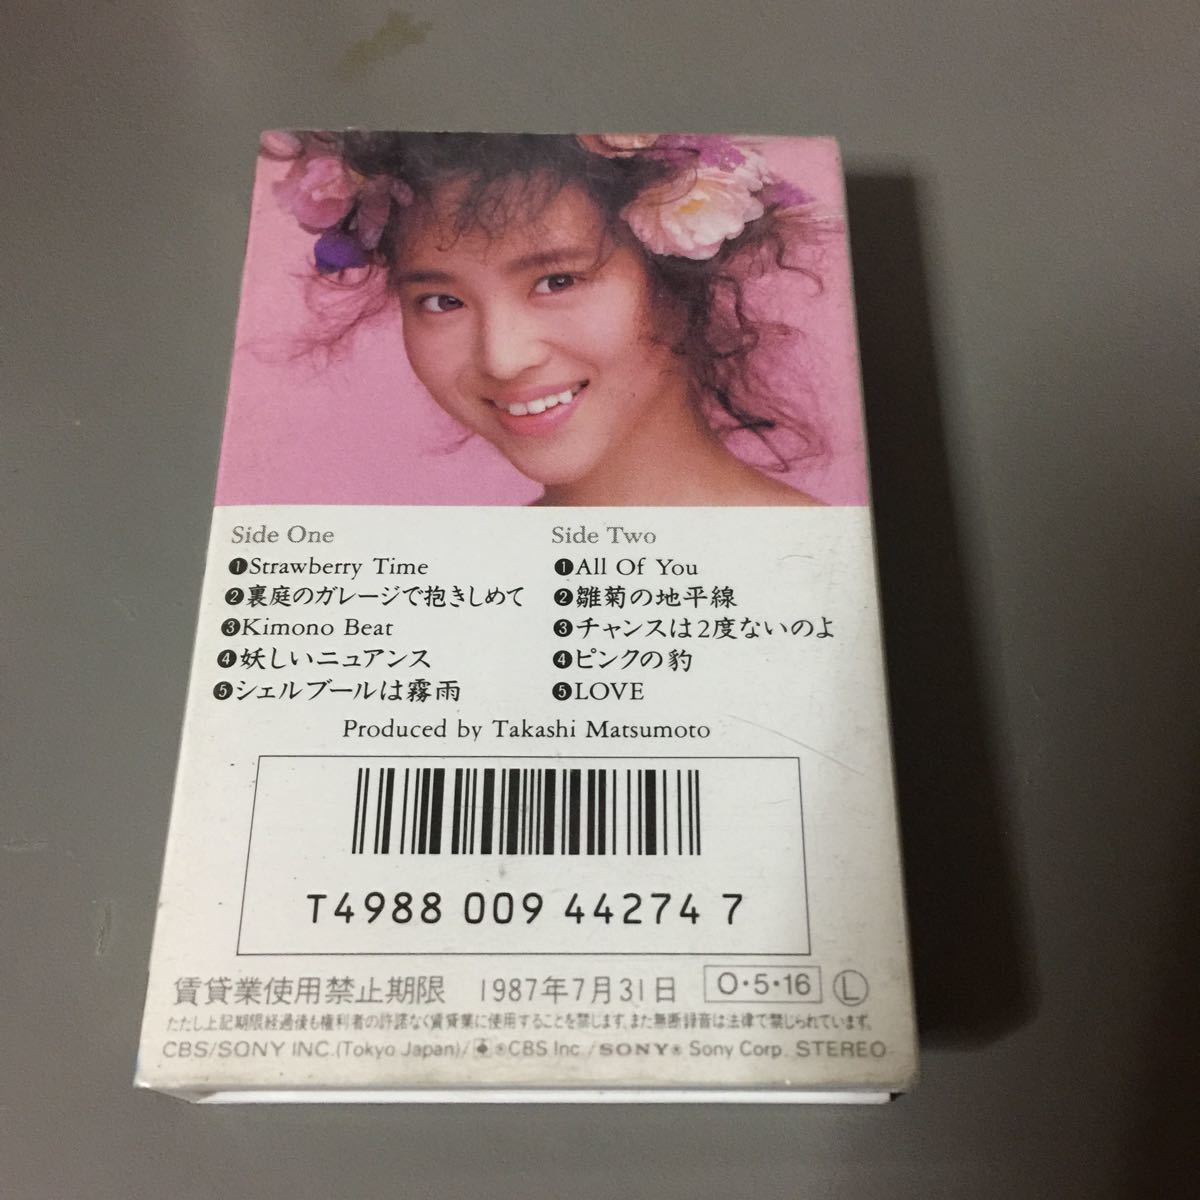 Side One
❶Strawberry Time
❷裏庭のガレージで抱きしめて
❸Kimono Beat
❹妖しいニュアンス
❺シェルブールは霧雨
Side Two
❶All Of You
❷雛菊の地平線
❸チャンスは2度ないのよ
❹ピンクの豹
❺LOVE
Produced by Takashi Matsumoto
T4988 009 44274 7
賃貸業使用禁止期限 1987年7月31日 O・5・16 Ⓛ
ただし上記期限経過後も権利者の許諾なく賃貸業に使用することを禁じます。また無断録音は法律で禁じられています。
CBS/SONY INC.(Tokyo Japan)/®CBS Inc./SONY® Sony Corp. STEREO